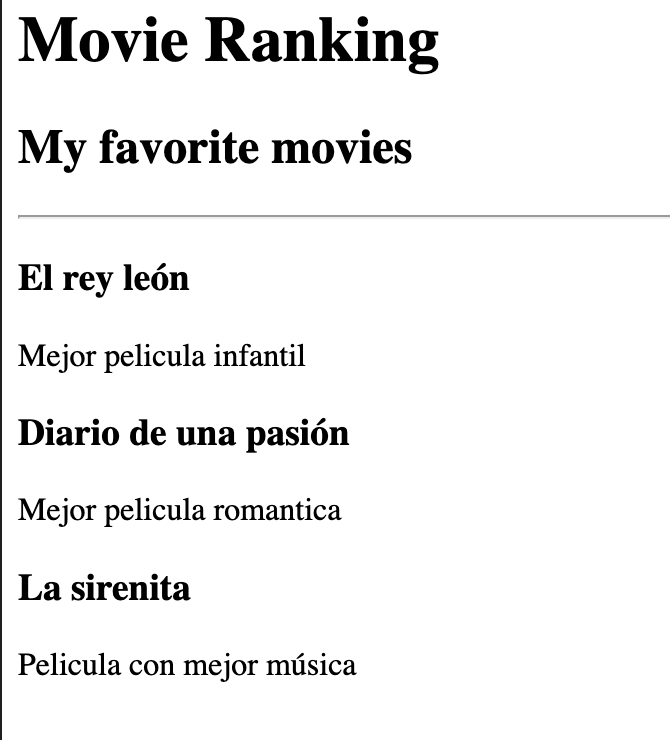 Movie Ranking
My favorite movies
El rey león
Mejor pelicula infantil
Diario de una pasión
Mejor pelicula romantica
La sirenita
Pelicula con mejor música